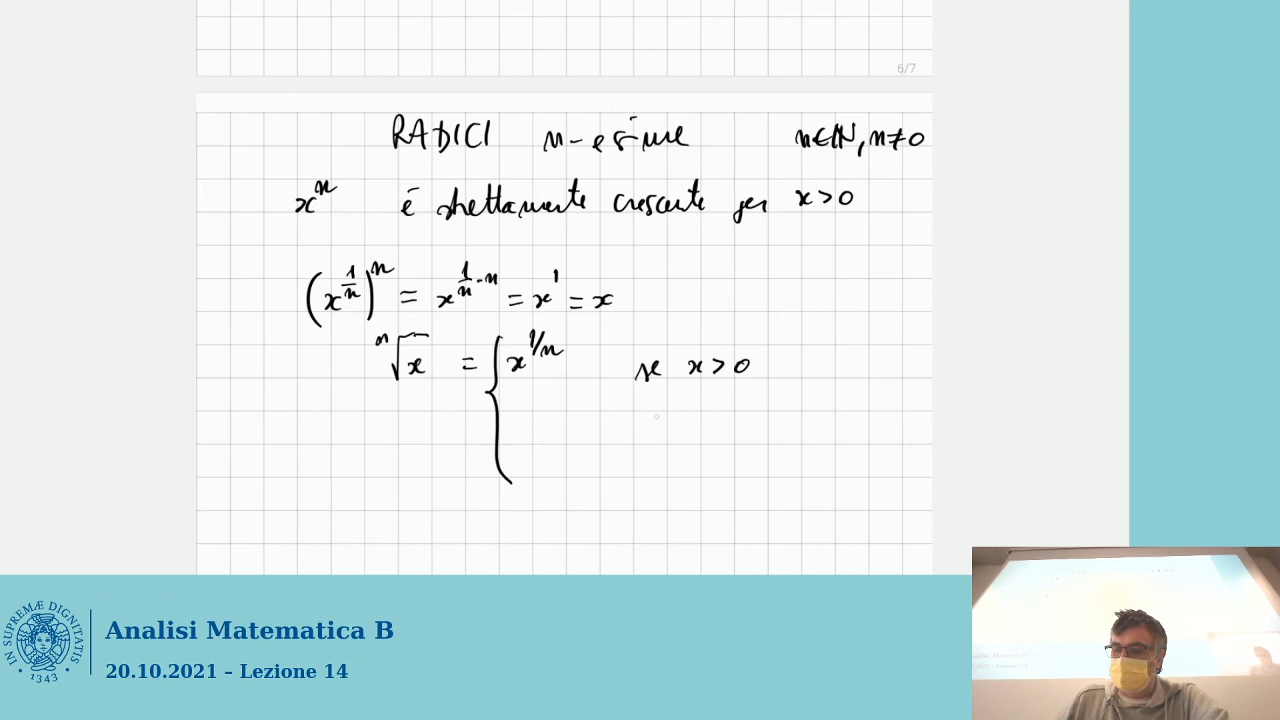 6/7
RADICI n-esime n∈ℕ, n≠0
xⁿ è strettamente crescente per x>0
(x^{1/n})^n = x^{1/n·n} = x^1 = x
ⁿ√x = { x^{1/n} se x>0
IN SUPREMÆ DIGNITATIS
1343
Analisi Matematica B
20.10.2021 – Lezione 14